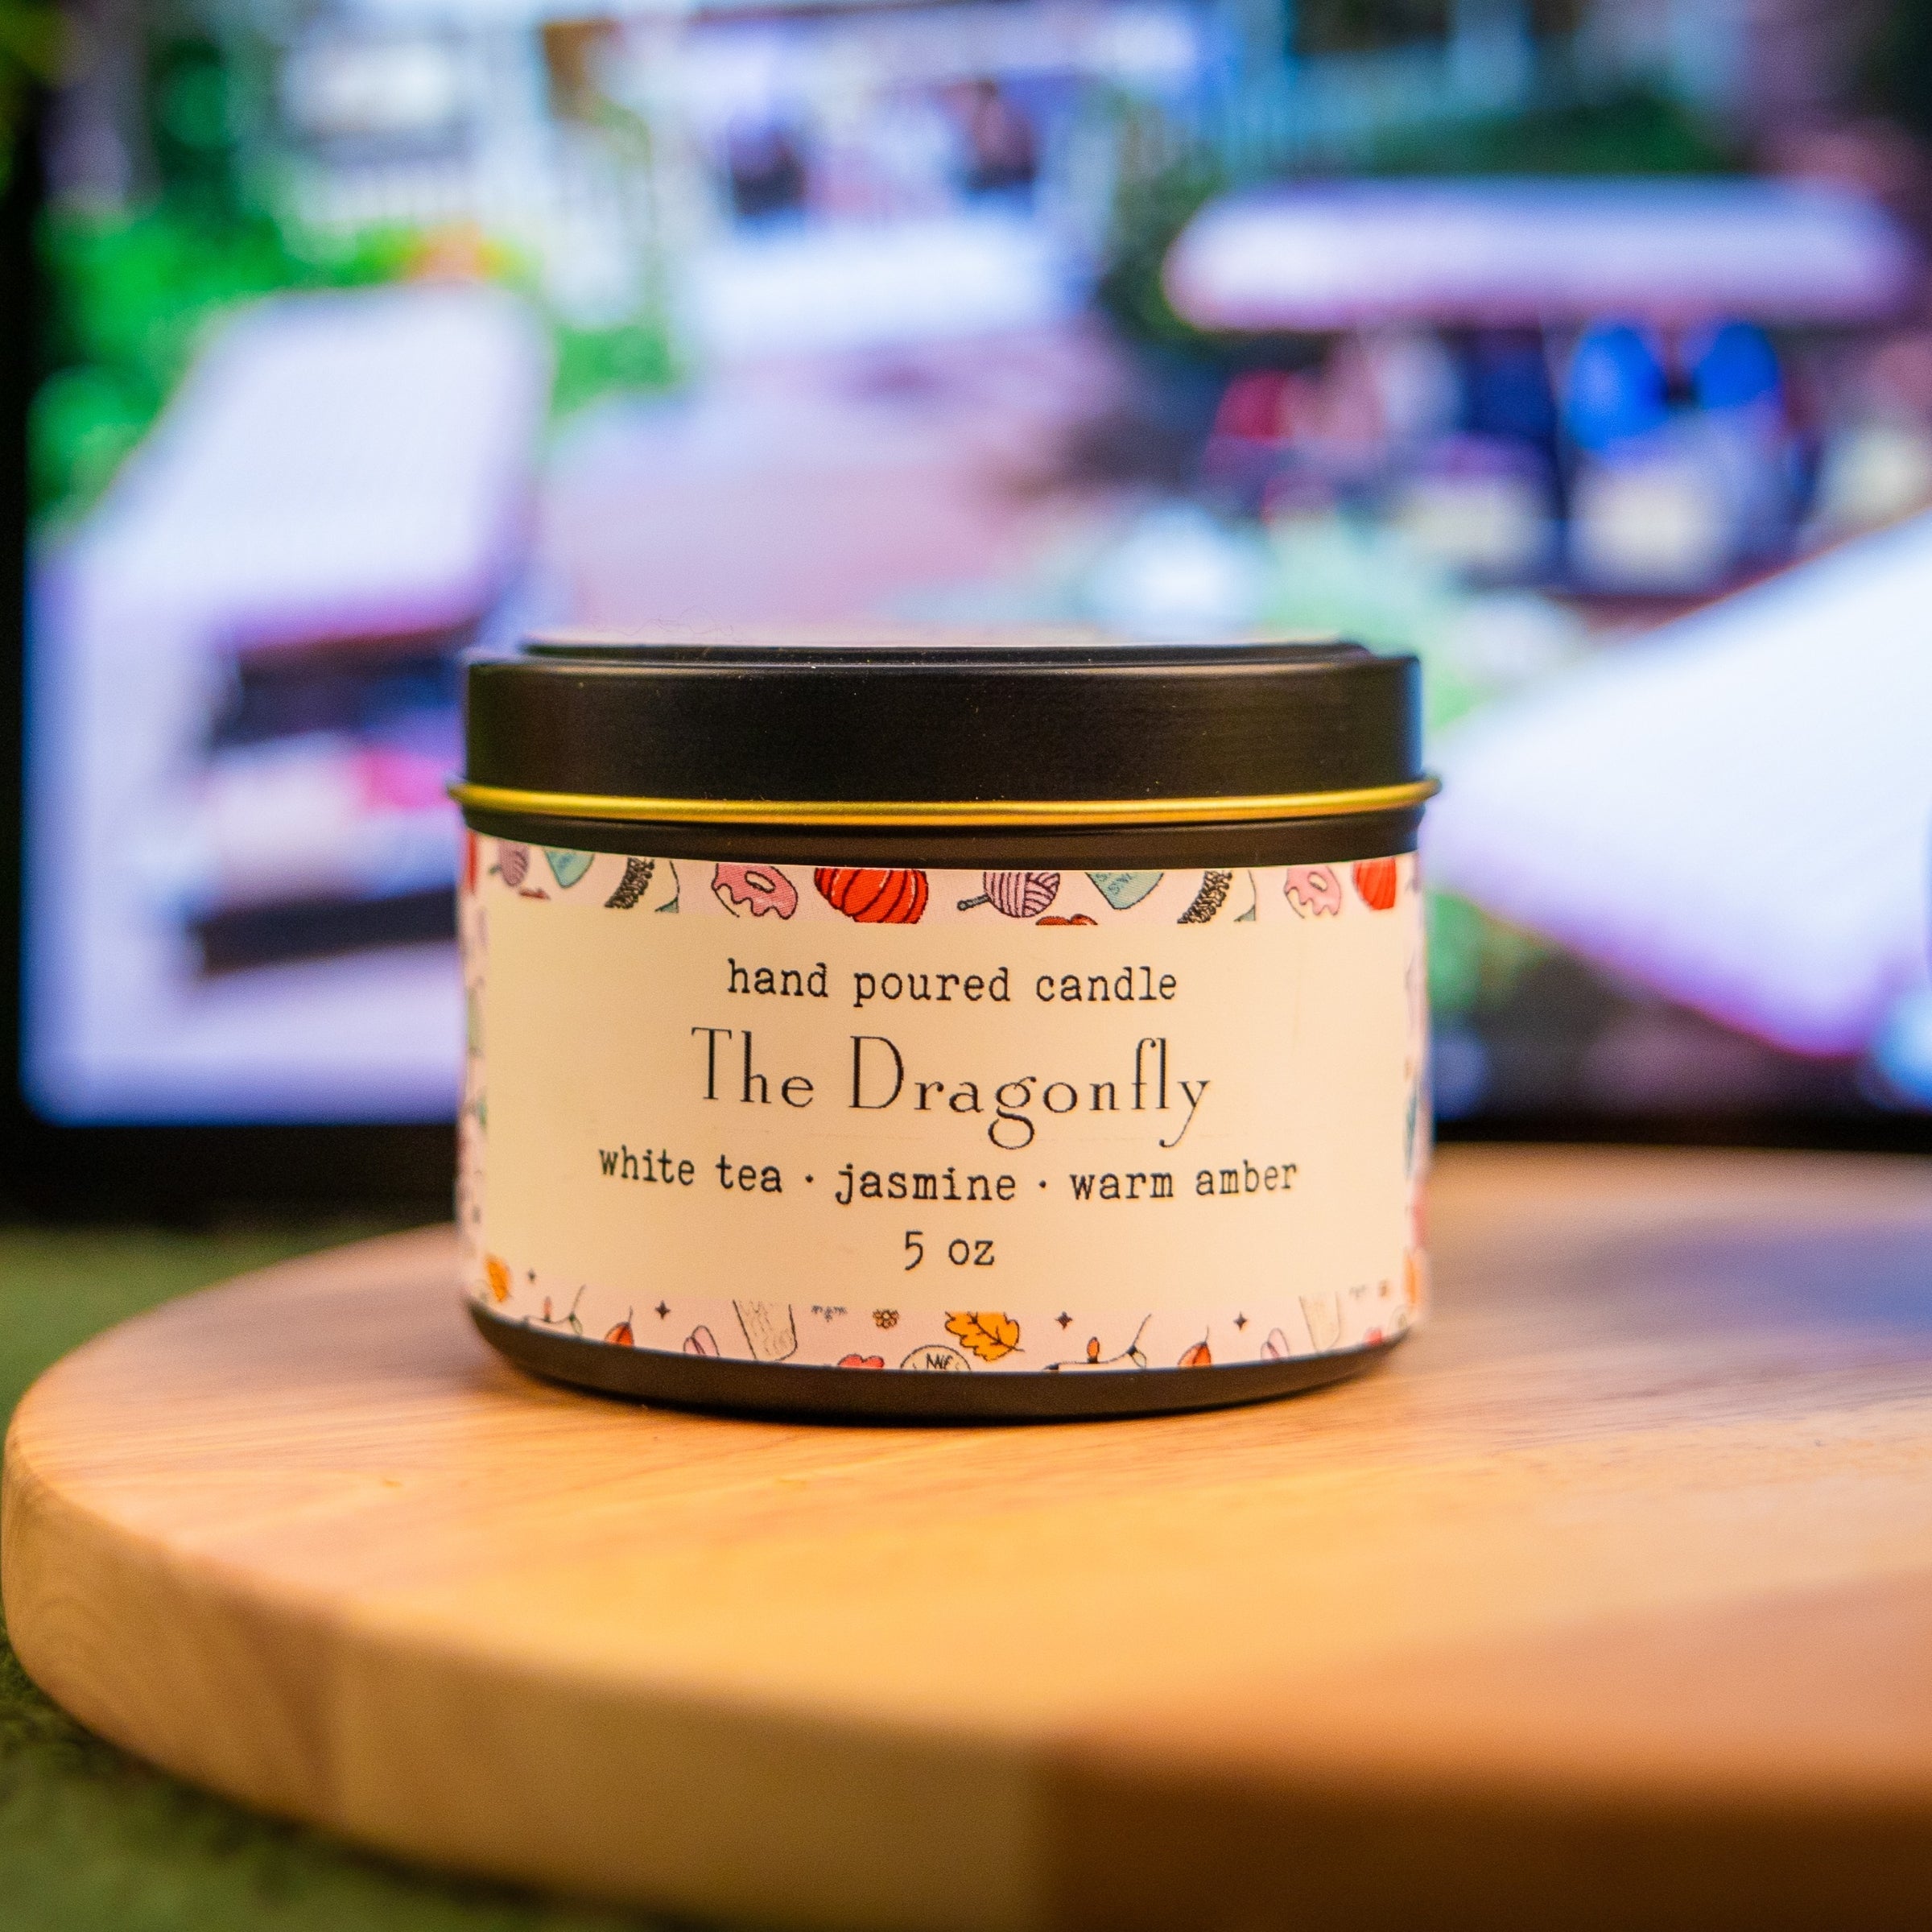 hand poured candle
The Dragonfly
white tea · jasmine · warm amber
5 oz